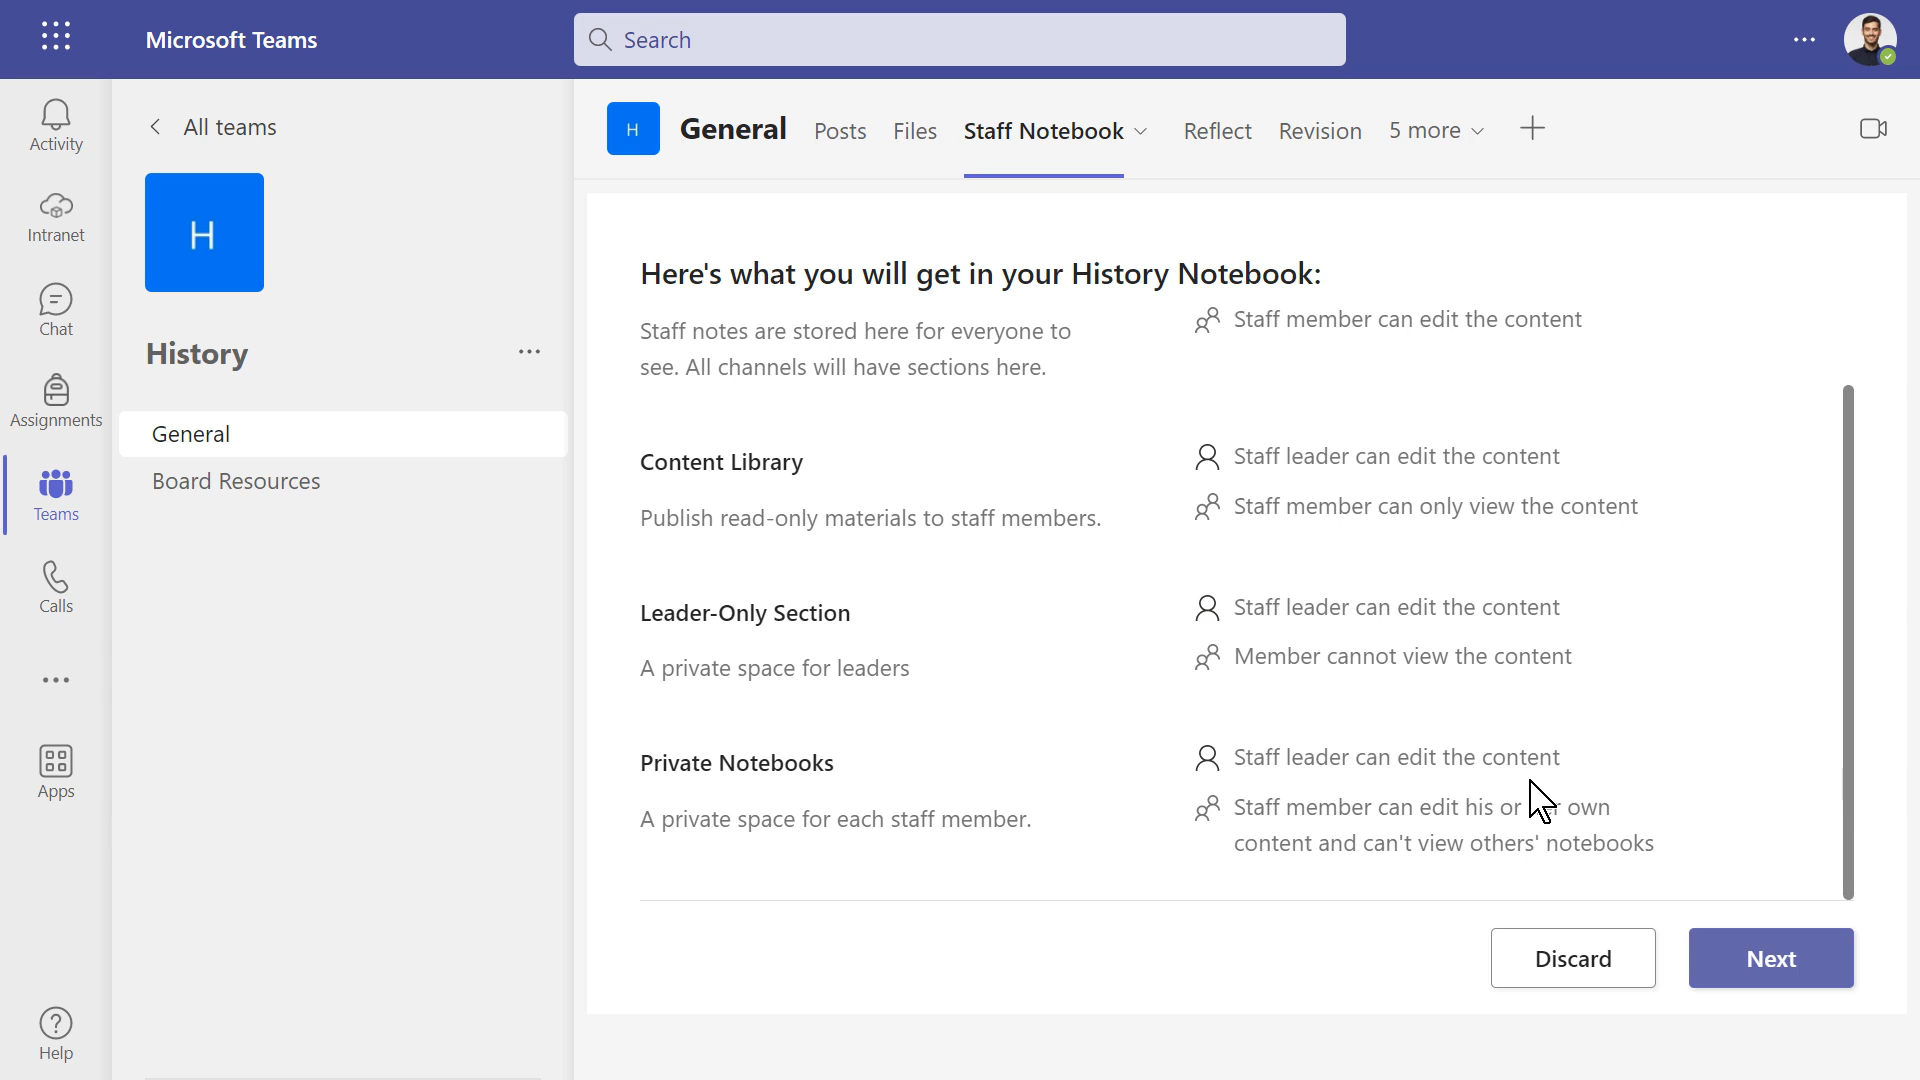 Microsoft Teams
Search
Activity
Intranet
Chat
Assignments
Teams
Calls
Apps
Help
All teams
H
History
General
Board Resources
H
General
Posts
Files
Staff Notebook
Reflect
Revision
5 more
Here's what you will get in your History Notebook:
Staff notes are stored here for everyone to
see. All channels will have sections here.
Staff member can edit the content
Content Library
Publish read-only materials to staff members.
Staff leader can edit the content
Staff member can only view the content
Leader-Only Section
A private space for leaders
Staff leader can edit the content
Member cannot view the content
Private Notebooks
A private space for each staff member.
Staff leader can edit the content
Staff member can edit his or own
content and can't view others' notebooks
Discard
Next